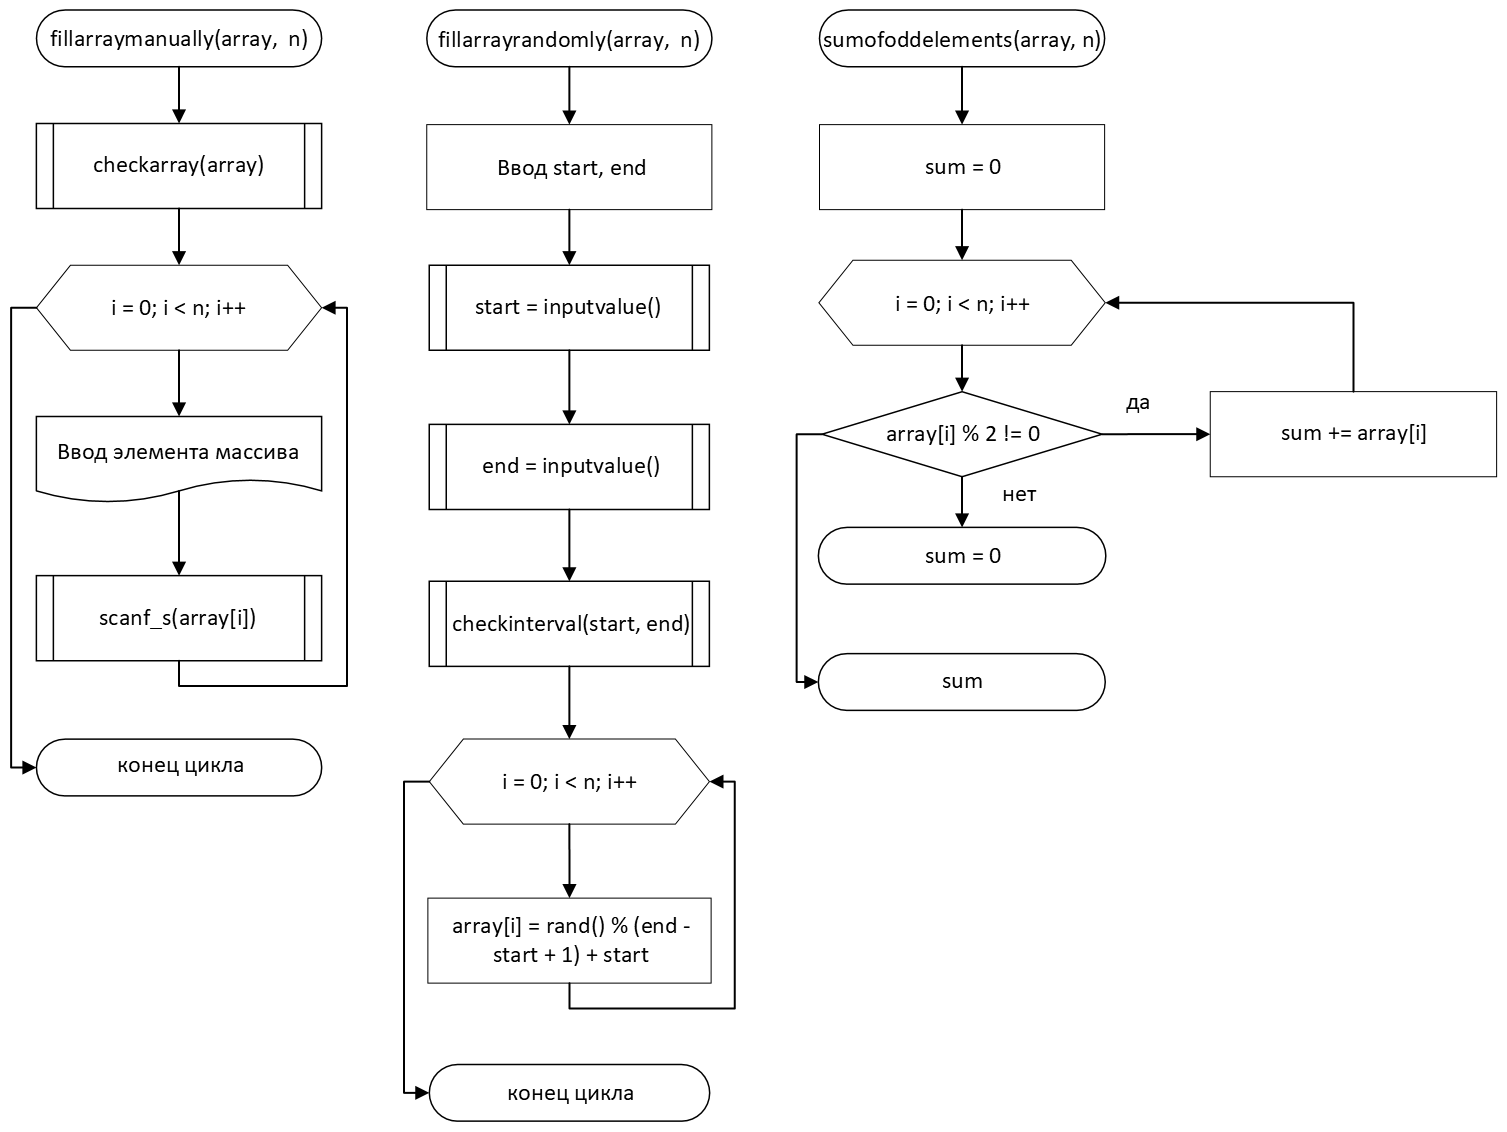 fillarraymanually(array,  n)
checkarray(array)
i = 0; i < n; i++
Ввод элемента массива
scanf_s(array[i])
конец цикла
fillarrayrandomly(array,  n)
Ввод start, end
start = inputvalue()
end = inputvalue()
checkinterval(start, end)
i = 0; i < n; i++
array[i] = rand() % (end -
start + 1) + start
конец цикла
sumofoddelements(array, n)
sum = 0
i = 0; i < n; i++
array[i] % 2 != 0
да
sum += array[i]
нет
sum = 0
sum